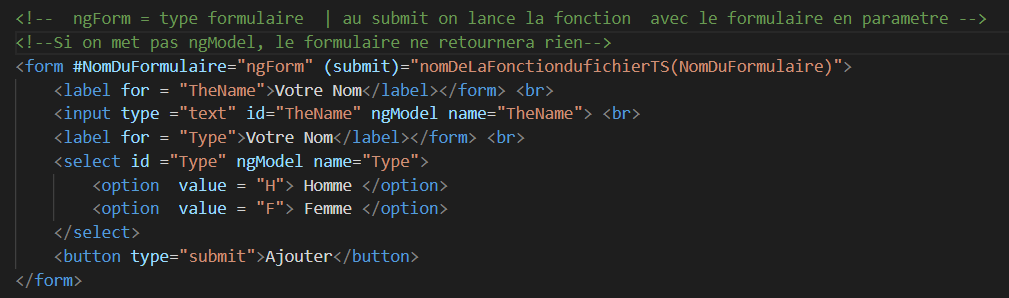 <!--  ngForm = type formulaire  | au submit on lance la fonction  avec le formulaire en parametre -->
<!--Si on met pas ngModel, le formulaire ne retournera rien-->
<form #NomDuFormulaire="ngForm" (submit)="nomDeLaFonctiondufichierTS(NomDuFormulaire)">
    <label for = "TheName">Votre Nom</label></form> <br>
    <input type ="text" id="TheName" ngModel name="TheName"> <br>
    <label for = "Type">Votre Nom</label></form> <br>
    <select id ="Type" ngModel name="Type">
        <option  value = "H"> Homme </option>
        <option  value = "F"> Femme </option>
    </select>
    <button type="submit">Ajouter</button>
</form>